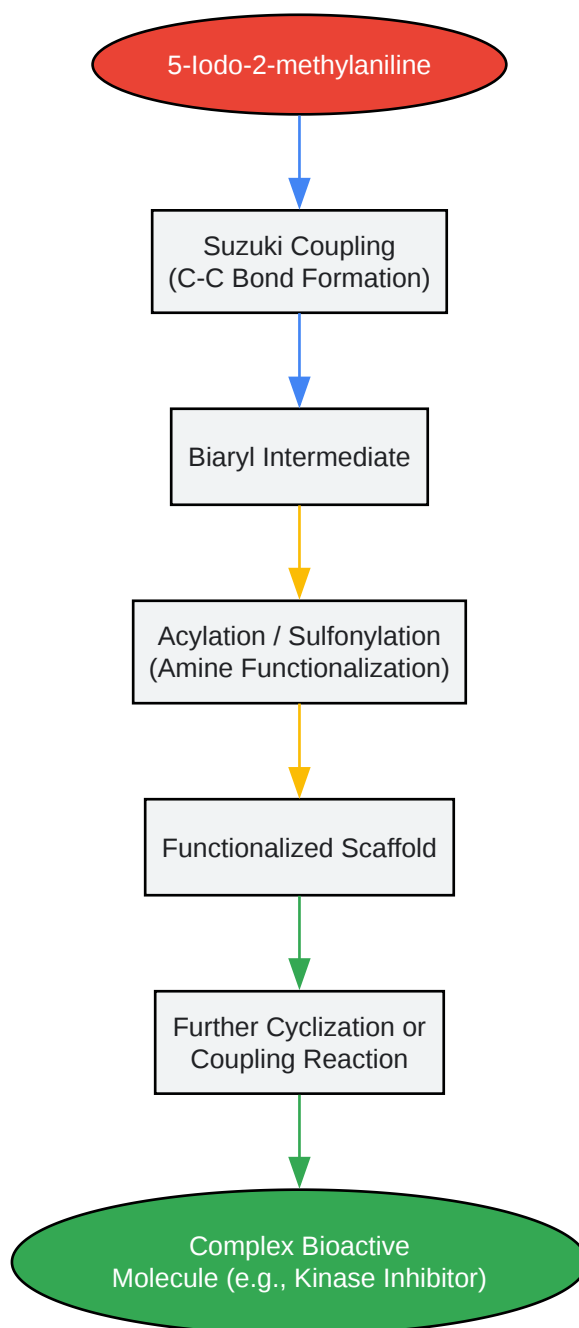 5-Iodo-2-methylaniline
Suzuki Coupling
(C-C Bond Formation)
Biaryl Intermediate
Acylation / Sulfonylation
(Amine Functionalization)
Functionalized Scaffold
Further Cyclization or
Coupling Reaction
Complex Bioactive
Molecule (e.g., Kinase Inhibitor)